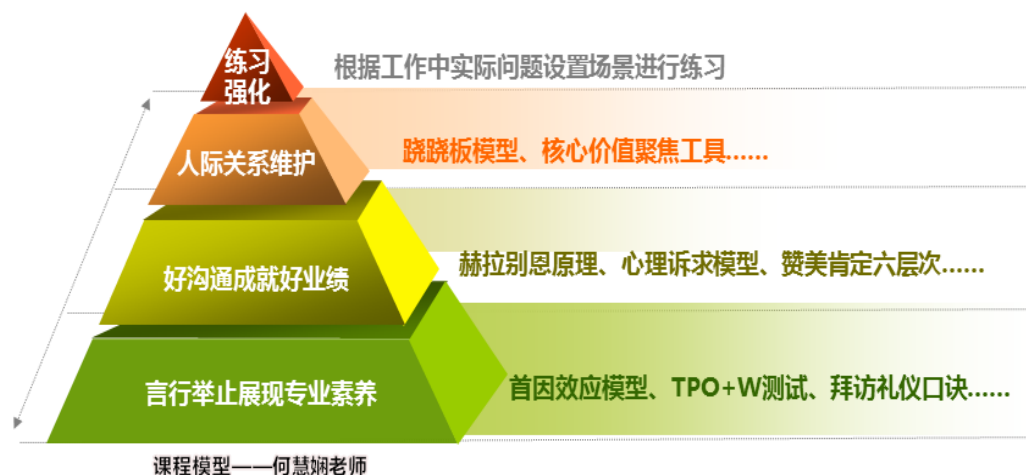 练习
强化
根据工作中实际问题设置场景进行练习
人际关系维护
跷跷板模型、核心价值聚焦工具......
好沟通成就好业绩
赫拉别恩原理、心理诉求模型、赞美肯定六层次......
言行举止展现专业素养
首因效应模型、TPO+W测试、拜访礼仪口诀......
课程模型——何慧娴老师